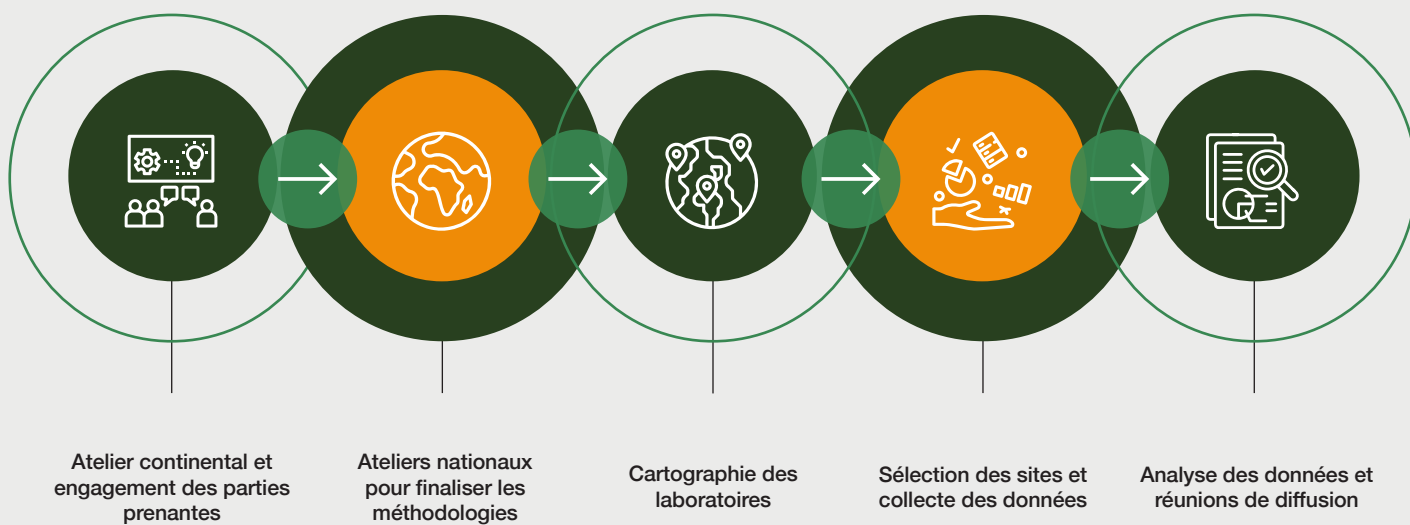 Atelier continental et
engagement des parties
prenantes
Ateliers nationaux
pour finaliser les
méthodologies
Cartographie des
laboratoires
Sélection des sites et
collecte des données
Analyse des données et
réunions de diffusion